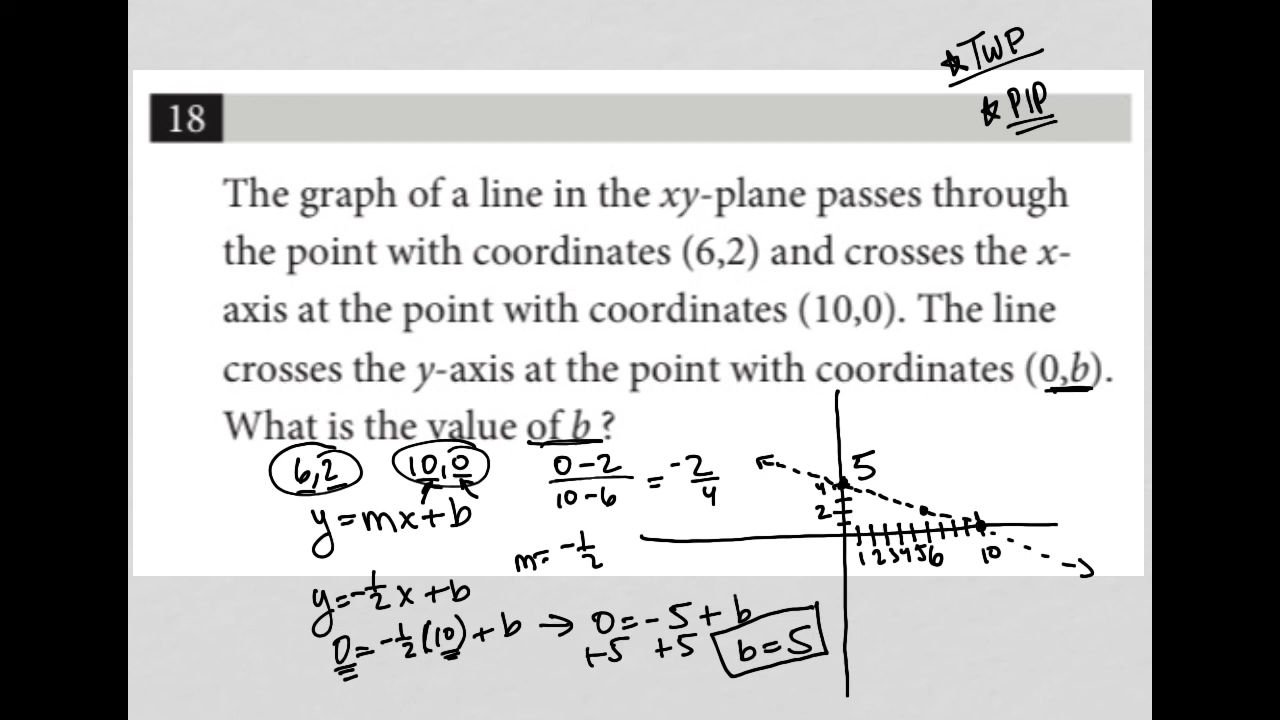 ★TWP
★PIP
18
The graph of a line in the xy-plane passes through
the point with coordinates (6,2) and crosses the x-
axis at the point with coordinates (10,0). The line
crosses the y-axis at the point with coordinates (0,b).
What is the value of b ?
6,2 10,0 0-2/10-6 = -2/4
y=mx+b
m= -1/2
y=-1/2x+b
0=-1/2(10)+b → 0=-5+b
+5 +5 b=5
5
4
2
1 2 3 4 5 6 10